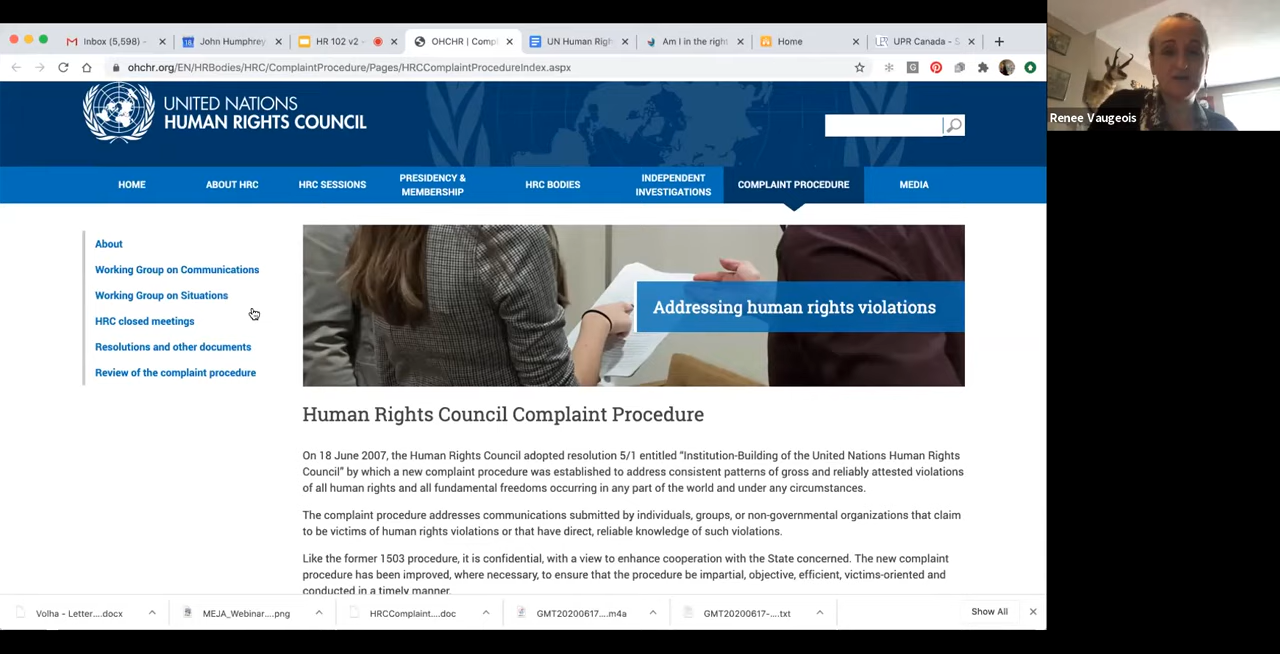 Inbox (5,598) -
John Humphrey
HR 102 v2 -
OHCHR | Comp
UN Human Righ
Am I in the right
Home
UPR Canada - S
ohchr.org/EN/HRBodies/HRC/ComplaintProcedure/Pages/HRCComplaintProcedureIndex.aspx
Renee Vaugeois
UNITED NATIONS
HUMAN RIGHTS COUNCIL
HOME
ABOUT HRC
HRC SESSIONS
PRESIDENCY &
MEMBERSHIP
HRC BODIES
INDEPENDENT
INVESTIGATIONS
COMPLAINT PROCEDURE
MEDIA
About
Working Group on Communications
Working Group on Situations
HRC closed meetings
Resolutions and other documents
Review of the complaint procedure
Addressing human rights violations
Human Rights Council Complaint Procedure
On 18 June 2007, the Human Rights Council adopted resolution 5/1 entitled “Institution-Building of the United Nations Human Rights
Council” by which a new complaint procedure was established to address consistent patterns of gross and reliably attested violations
of all human rights and all fundamental freedoms occurring in any part of the world and under any circumstances.
The complaint procedure addresses communications submitted by individuals, groups, or non-governmental organizations that claim
to be victims of human rights violations or that have direct, reliable knowledge of such violations.
Like the former 1503 procedure, it is confidential, with a view to enhance cooperation with the State concerned. The new complaint
procedure has been improved, where necessary, to ensure that the procedure be impartial, objective, efficient, victims-oriented and
conducted in a timely manner.
Volha - Letter....docx
MEJA_Webinar....png
HRCComplaint....doc
GMT20200617....m4a
GMT20200617-....txt
Show All